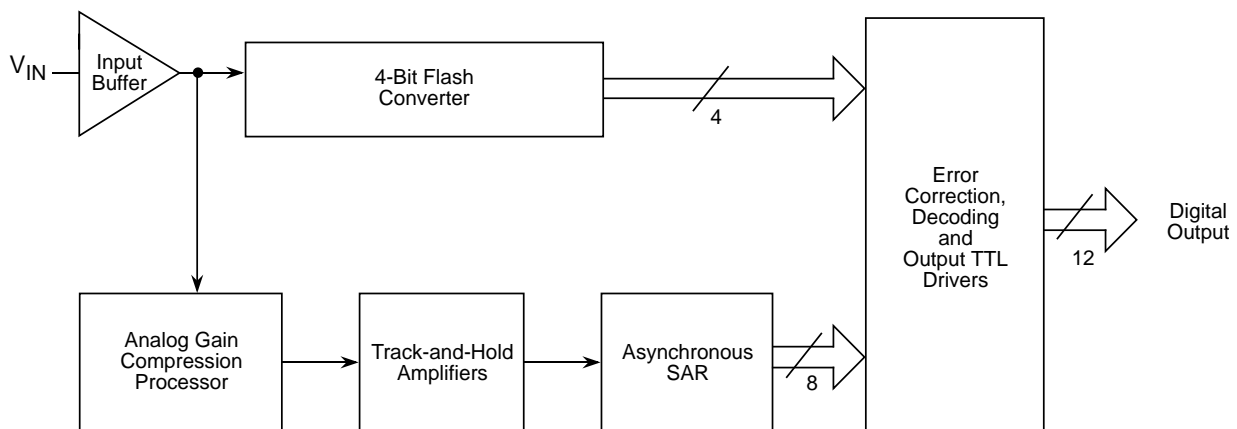 VIN
Input
Buffer
4-Bit Flash
Converter
4
Error
Correction,
Decoding
and
Output TTL
Drivers
12
Digital
Output
Analog Gain
Compression
Processor
Track-and-Hold
Amplifiers
Asynchronous
SAR
8